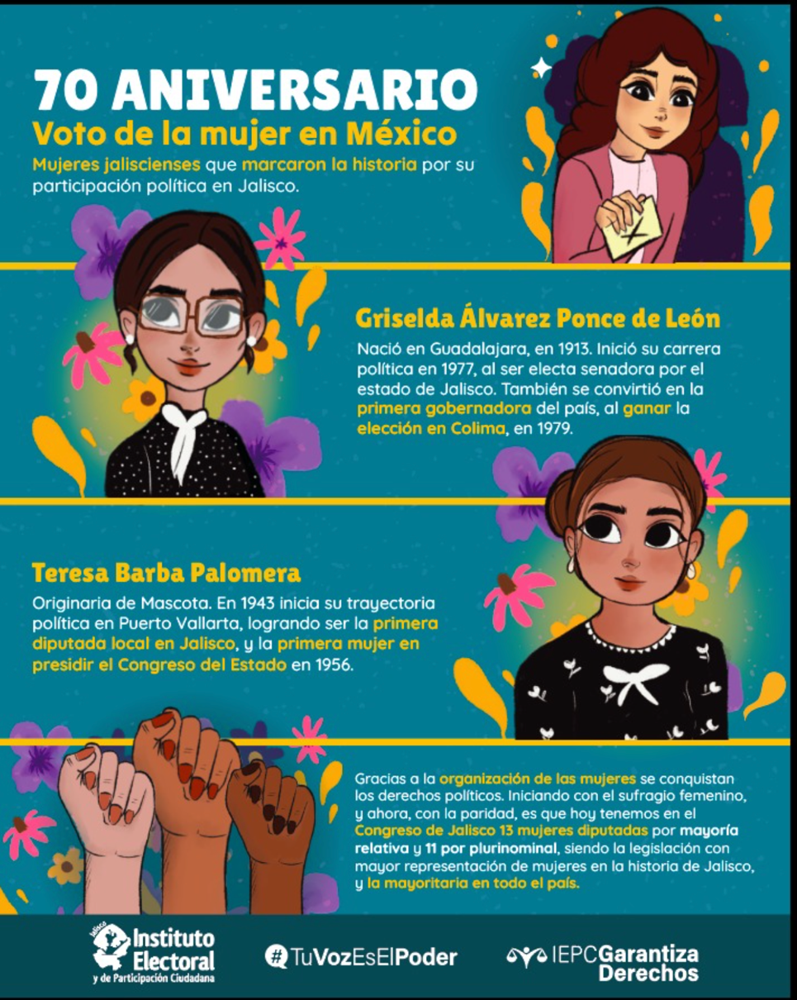 70 ANIVERSARIO
Voto de la mujer en México
Mujeres jaliscienses que marcaron la historia por su
participación política en Jalisco.
Griselda Álvarez Ponce de León
Nació en Guadalajara, en 1913. Inició su carrera
política en 1977, al ser electa senadora por el
estado de Jalisco. También se convirtió en la
primera gobernadora del país, al ganar la
elección en Colima, en 1979.
Teresa Barba Palomera
Originaria de Mascota. En 1943 inicia su trayectoria
política en Puerto Vallarta, logrando ser la primera
diputada local en Jalisco, y la primera mujer en
presidir el Congreso del Estado en 1956.
Gracias a la organización de las mujeres se conquistan
los derechos políticos. Iniciando con el sufragio femenino,
y ahora, con la paridad, es que hoy tenemos en el
Congreso de Jalisco 13 mujeres diputadas por mayoría
relativa y 11 por plurinominal, siendo la legislación con
mayor representación de mujeres en la historia de Jalisco,
y la mayoritaria en todo el país.
Jalisco
Instituto
Electoral
y de Participación Ciudadana
#TuVozEsElPoder
IEPCGarantiza
Derechos